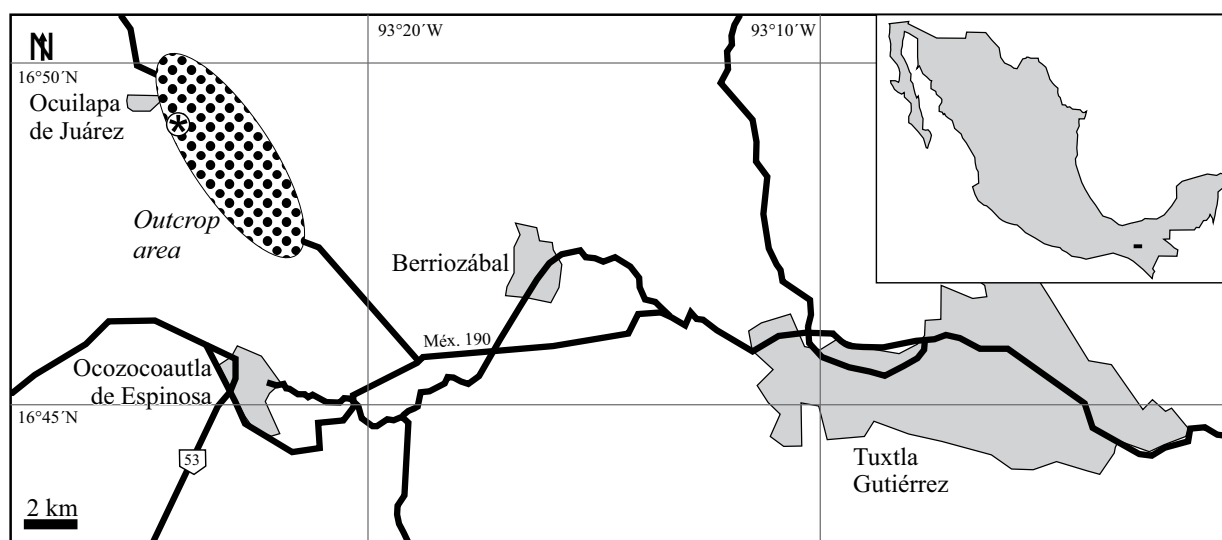 93°20´W
93°10´W
N
16°50´N
Ocuilapa
de Juárez
*
Outcrop
area
Berriozábal
Méx. 190
Ocozocoautla
de Espinosa
16°45´N
53
Tuxtla
Gutiérrez
2 km